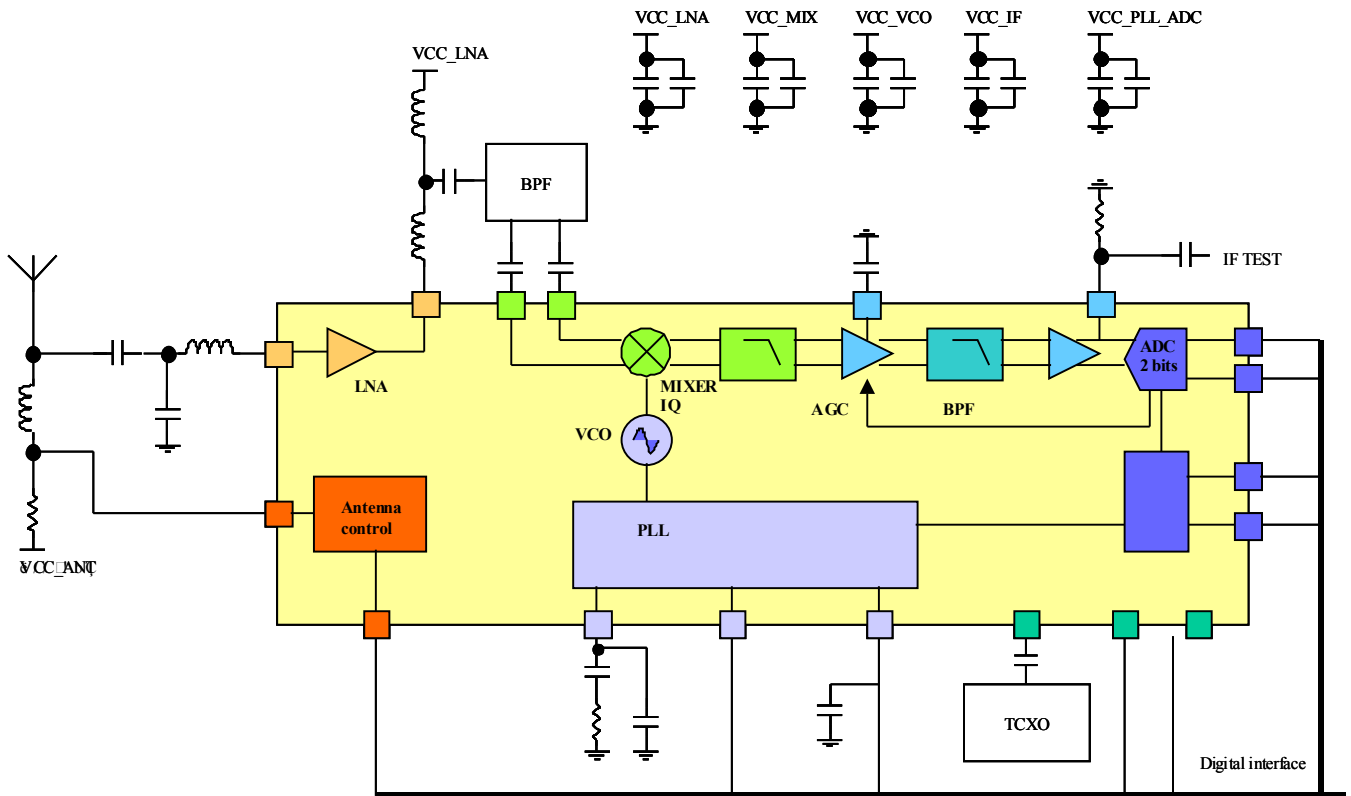 VCC_LNA
VCC_MIX
VCC_VCO
VCC_IF
VCC_PLL_ADC
VCC_LNA
BPF
IF TEST
LNA
MIXER
IQ
ADC
2 bits
AGC
BPF
VCO
Antenna
control
PLL
TCXO
Digital interface